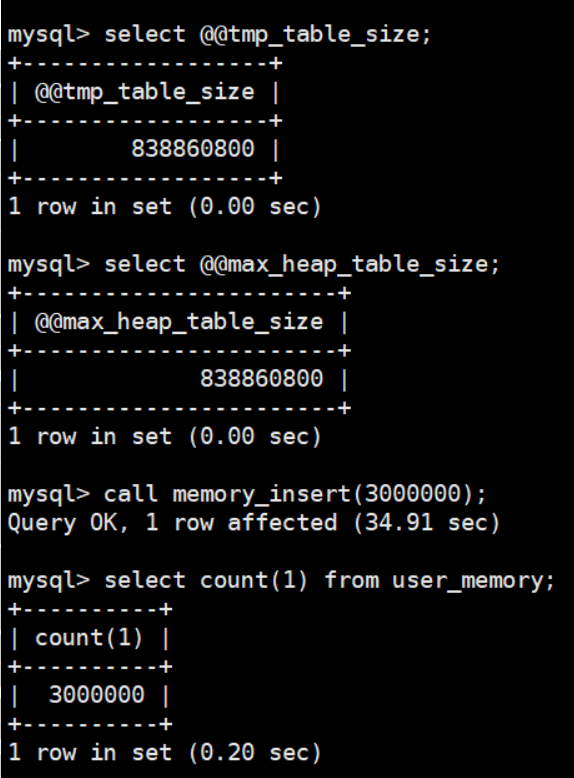 mysql> select @@tmp_table_size;
+------------------+
| @@tmp_table_size |
+------------------+
|        838860800 |
+------------------+
1 row in set (0.00 sec)

mysql> select @@max_heap_table_size;
+-----------------------+
| @@max_heap_table_size |
+-----------------------+
|             838860800 |
+-----------------------+
1 row in set (0.00 sec)

mysql> call memory_insert(3000000);
Query OK, 1 row affected (34.91 sec)

mysql> select count(1) from user_memory;
+----------+
| count(1) |
+----------+
|  3000000 |
+----------+
1 row in set (0.20 sec)